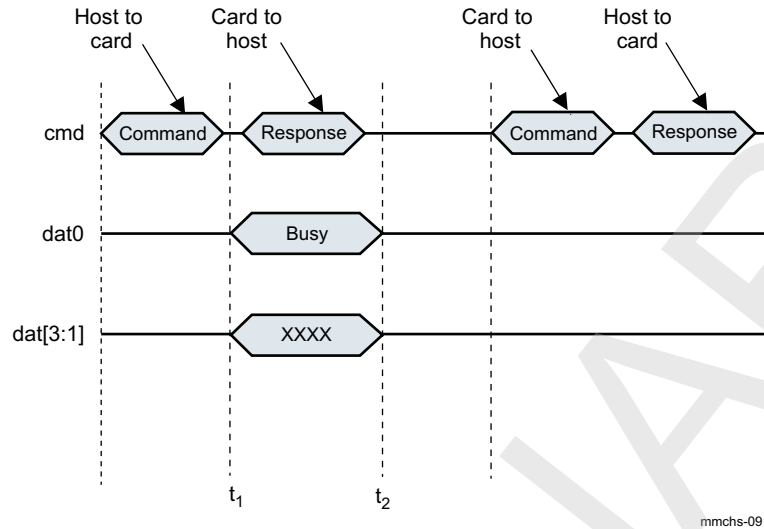 Host to
card
Card to
host
Card to
host
Host to
card
cmd
Command
Response
Command
Response
dat0
Busy
dat[3:1]
XXXX
t1
t2
mmchs-09